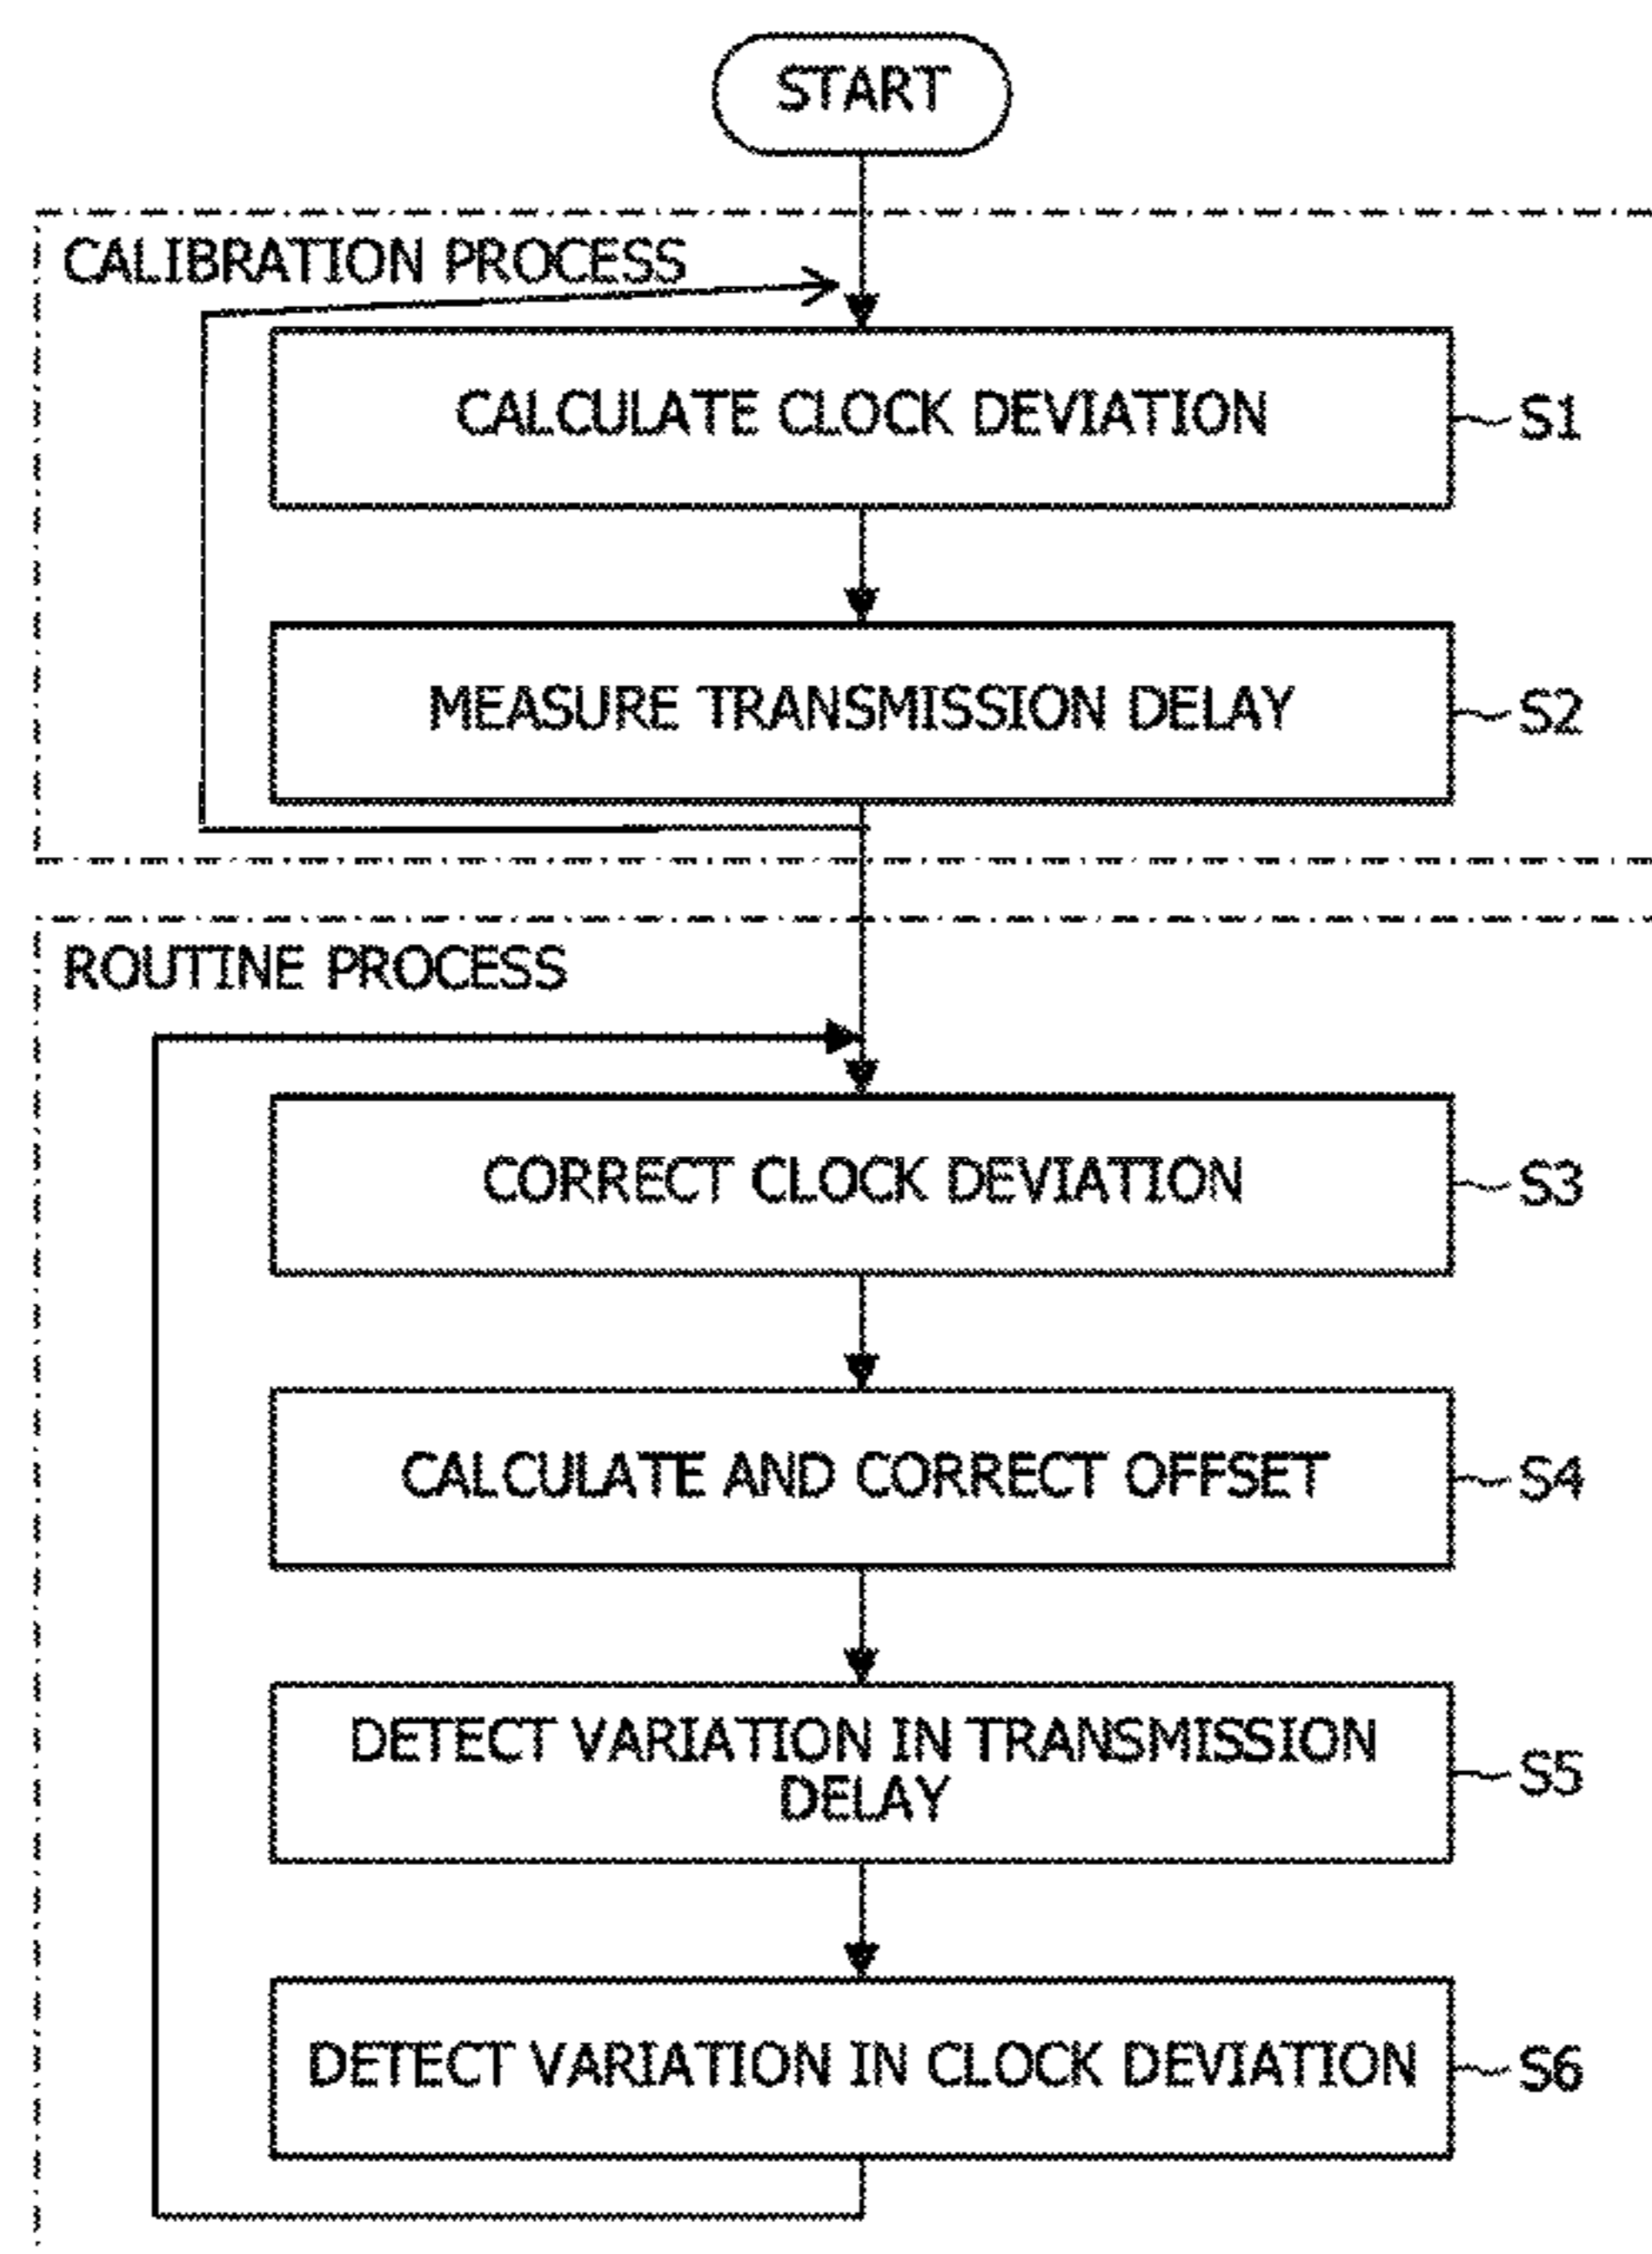 START
CALIBRATION PROCESS
CALCULATE CLOCK DEVIATION
S1
MEASURE TRANSMISSION DELAY
S2
ROUTINE PROCESS
CORRECT CLOCK DEVIATION
S3
CALCULATE AND CORRECT OFFSET
S4
DETECT VARIATION IN TRANSMISSION
DELAY
S5
DETECT VARIATION IN CLOCK DEVIATION
S6